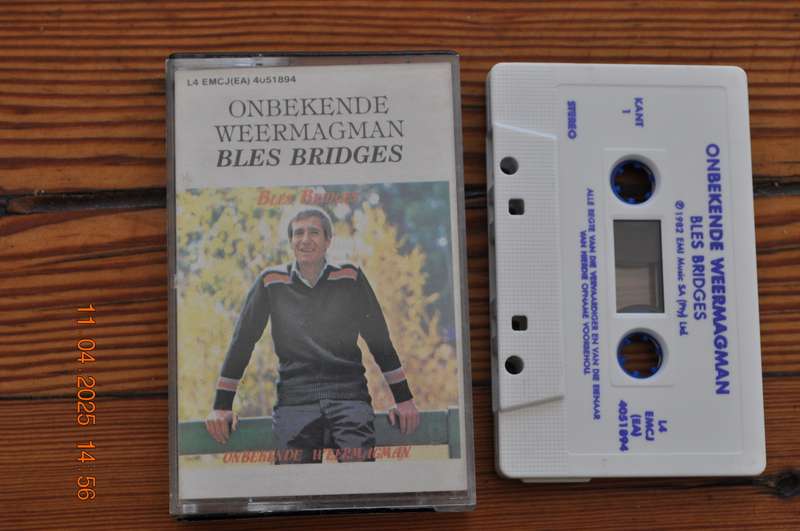 L4 EMCJ(EA) 4051894
ONBEKENDE
WEERMAGMAN
BLES BRIDGES
BLES BRIDGES
ONBEKENDE WEERMAGMAN
ONBEKENDE WEERMAGMAN
BLES BRIDGES
℗ 1982 EMI Music SA (Pty) Ltd.
KANT
1
STEREO
ALLE REGTE VAN DIE VERVAARDIGER EN VAN DIE EIENAAR
VAN HIERDIE OPNAME VOORBEHOU.
L4
EMCJ
(EA)
4051894
11.04.2025 14:56